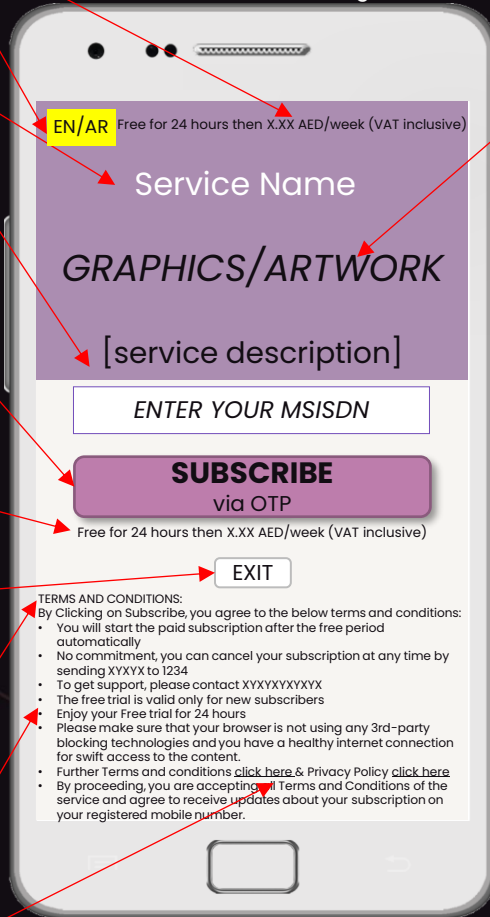 EN/AR Free for 24 hours then X.XX AED/week (VAT inclusive)
Service Name
GRAPHICS/ARTWORK
[service description]
ENTER YOUR MSISDN
SUBSCRIBE
via OTP
Free for 24 hours then X.XX AED/week (VAT inclusive)
EXIT
TERMS AND CONDITIONS:
By Clicking on Subscribe, you agree to the below terms and conditions:
• You will start the paid subscription after the free period
automatically
• No commitment, you can cancel your subscription at any time by
sending XYXYX to 1234
• To get support, please contact XYXYXYXYXYX
• The free trial is valid only for new subscribers
• Enjoy your Free trial for 24 hours
• Please make sure that your browser is not using any 3rd-party
blocking technologies and you have a healthy internet connection
for swift access to the content.
• Further Terms and conditions click here & Privacy Policy click here
• By proceeding, you are accepting all Terms and Conditions of the
service and agree to receive updates about your subscription on
your registered mobile number.